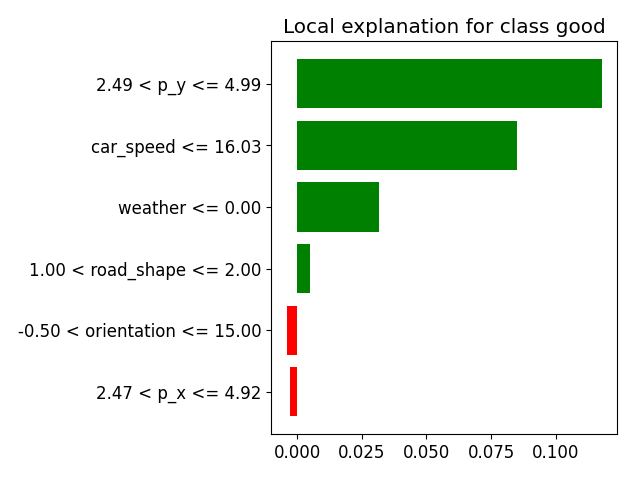 Local explanation for class good
2.49 < p_y <= 4.99
car_speed <= 16.03
weather <= 0.00
1.00 < road_shape <= 2.00
-0.50 < orientation <= 15.00
2.47 < p_x <= 4.92
0.000 0.025 0.050 0.075 0.100